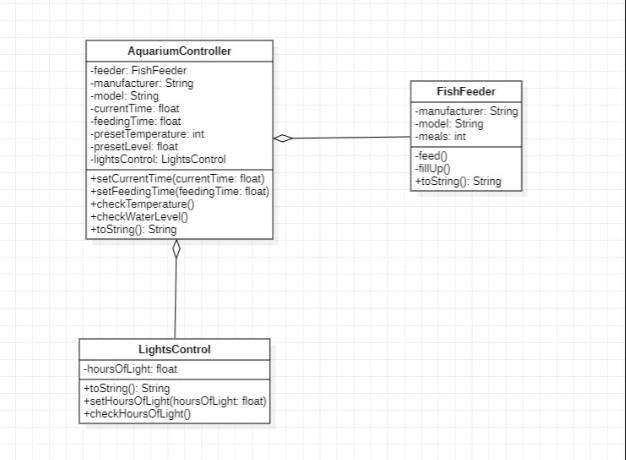 AquariumController
-feeder: FishFeeder
-manufacturer: String
-model: String
-currentTime: float
-feedingTime: float
-presetTemperature: int
-presetLevel: float
-lightsControl: LightsControl
+setCurrentTime(currentTime: float)
+setFeedingTime(feedingTime: float)
+checkTemperature()
+checkWaterLevel()
+toString(): String
FishFeeder
-manufacturer: String
-model: String
-meals: int
-feed()
-fillUp()
+toString(): String
LightsControl
-hoursOfLight: float
+toString(): String
+setHoursOfLight(hoursOfLight: float)
+checkHoursOfLight()